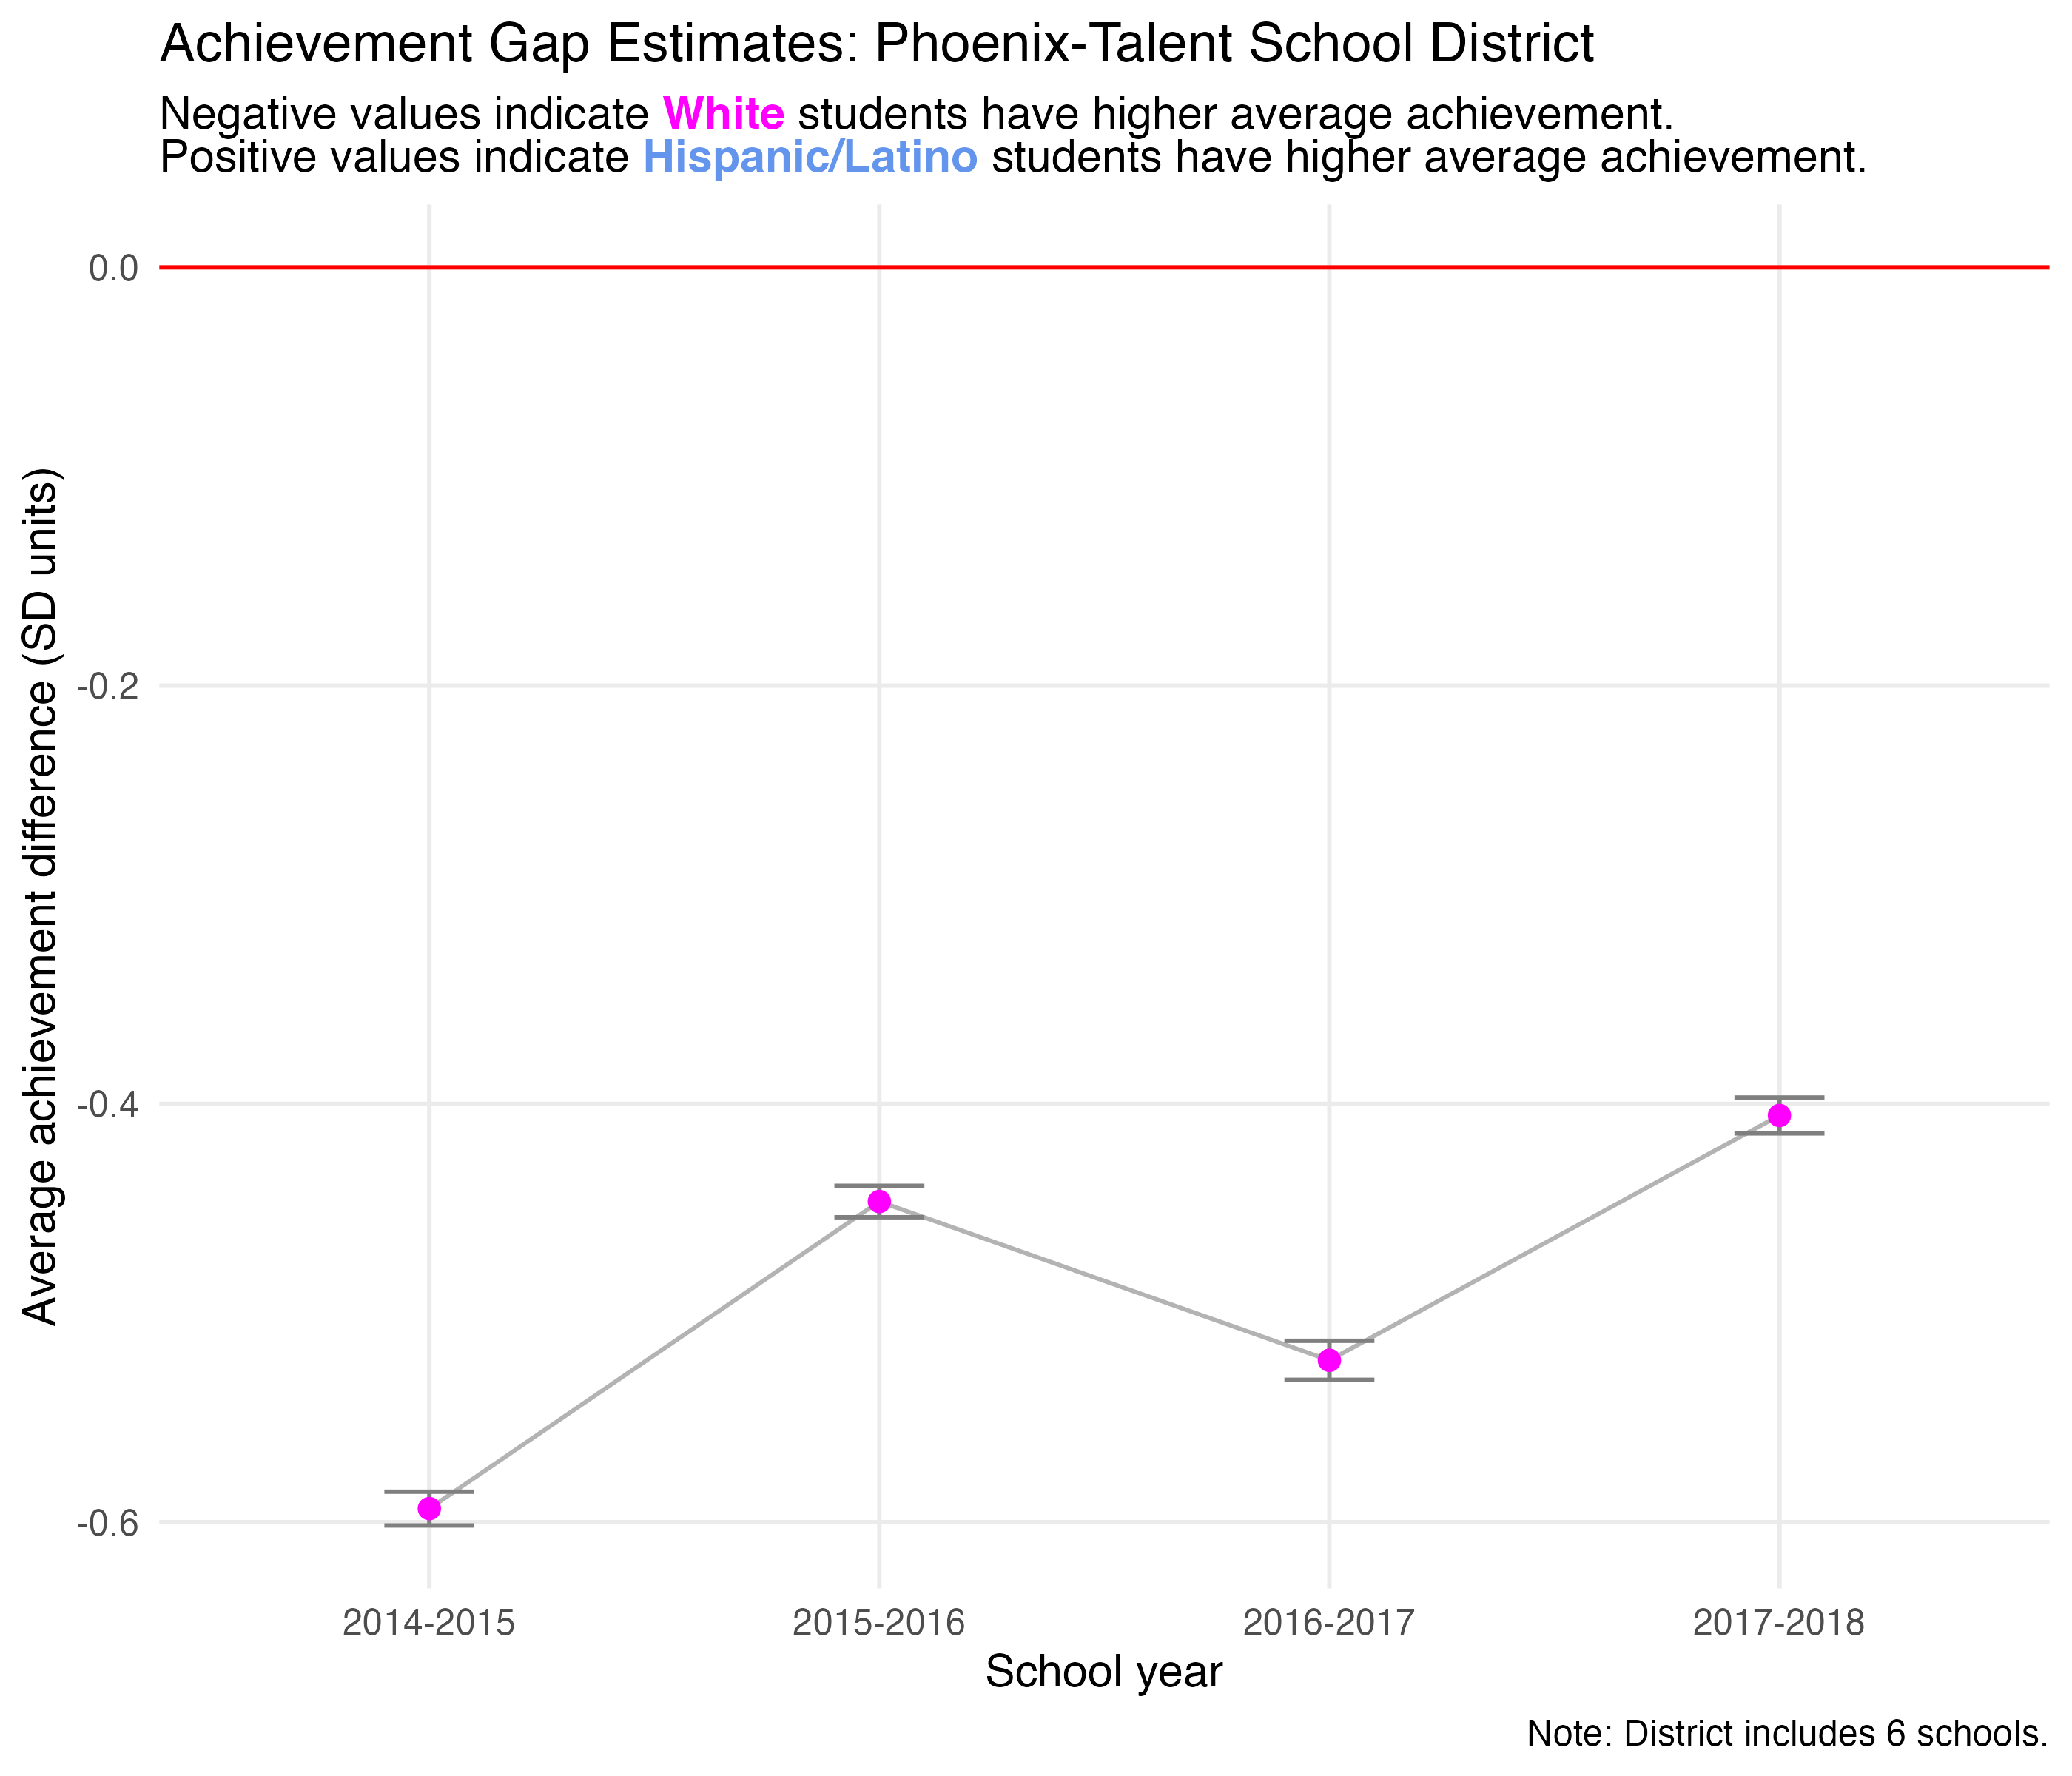 Achievement Gap Estimates: Phoenix-Talent School District
Negative values indicate White students have higher average achievement.
Positive values indicate Hispanic/Latino students have higher average achievement.
Average achievement difference (SD units)
0.0
-0.2
-0.4
-0.6
2014-2015
2015-2016
2016-2017
2017-2018
School year
Note: District includes 6 schools.